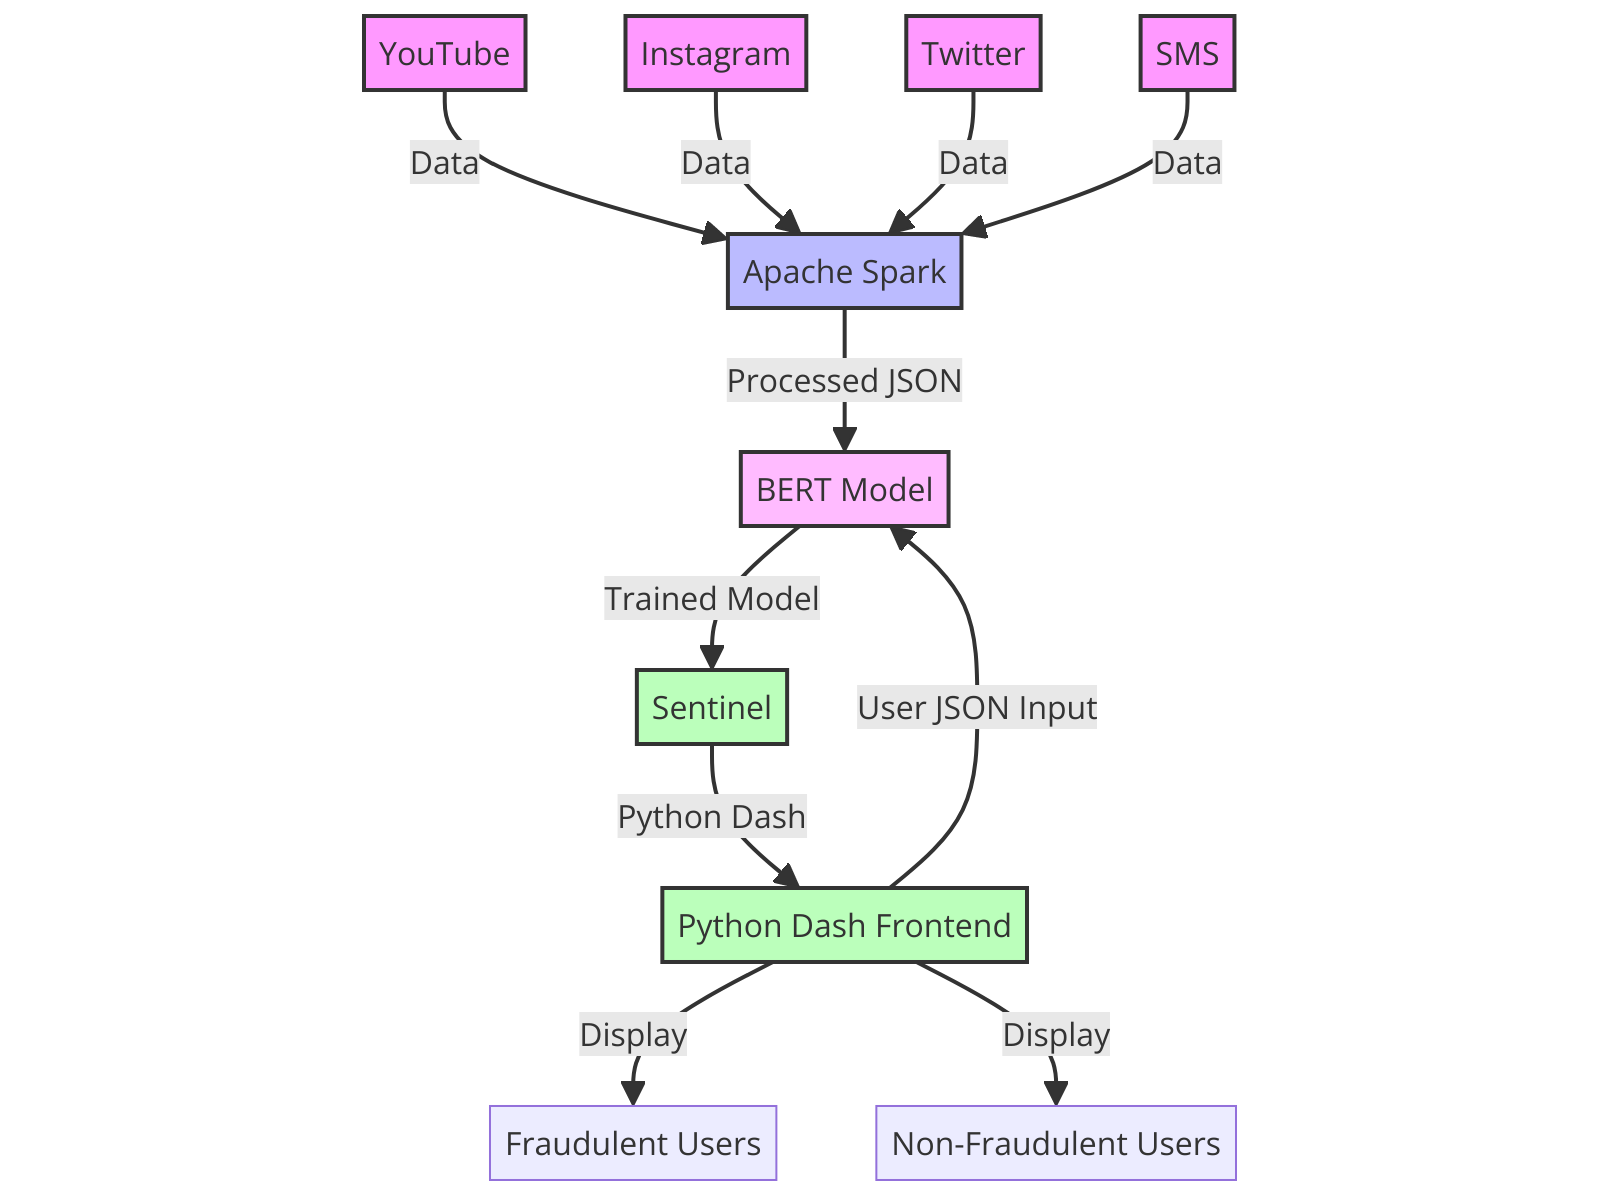 YouTube
Instagram
Twitter
SMS
Data
Data
Data
Data
Apache Spark
Processed JSON
BERT Model
Trained Model
Sentinel
User JSON Input
Python Dash
Python Dash Frontend
Display
Display
Fraudulent Users
Non-Fraudulent Users